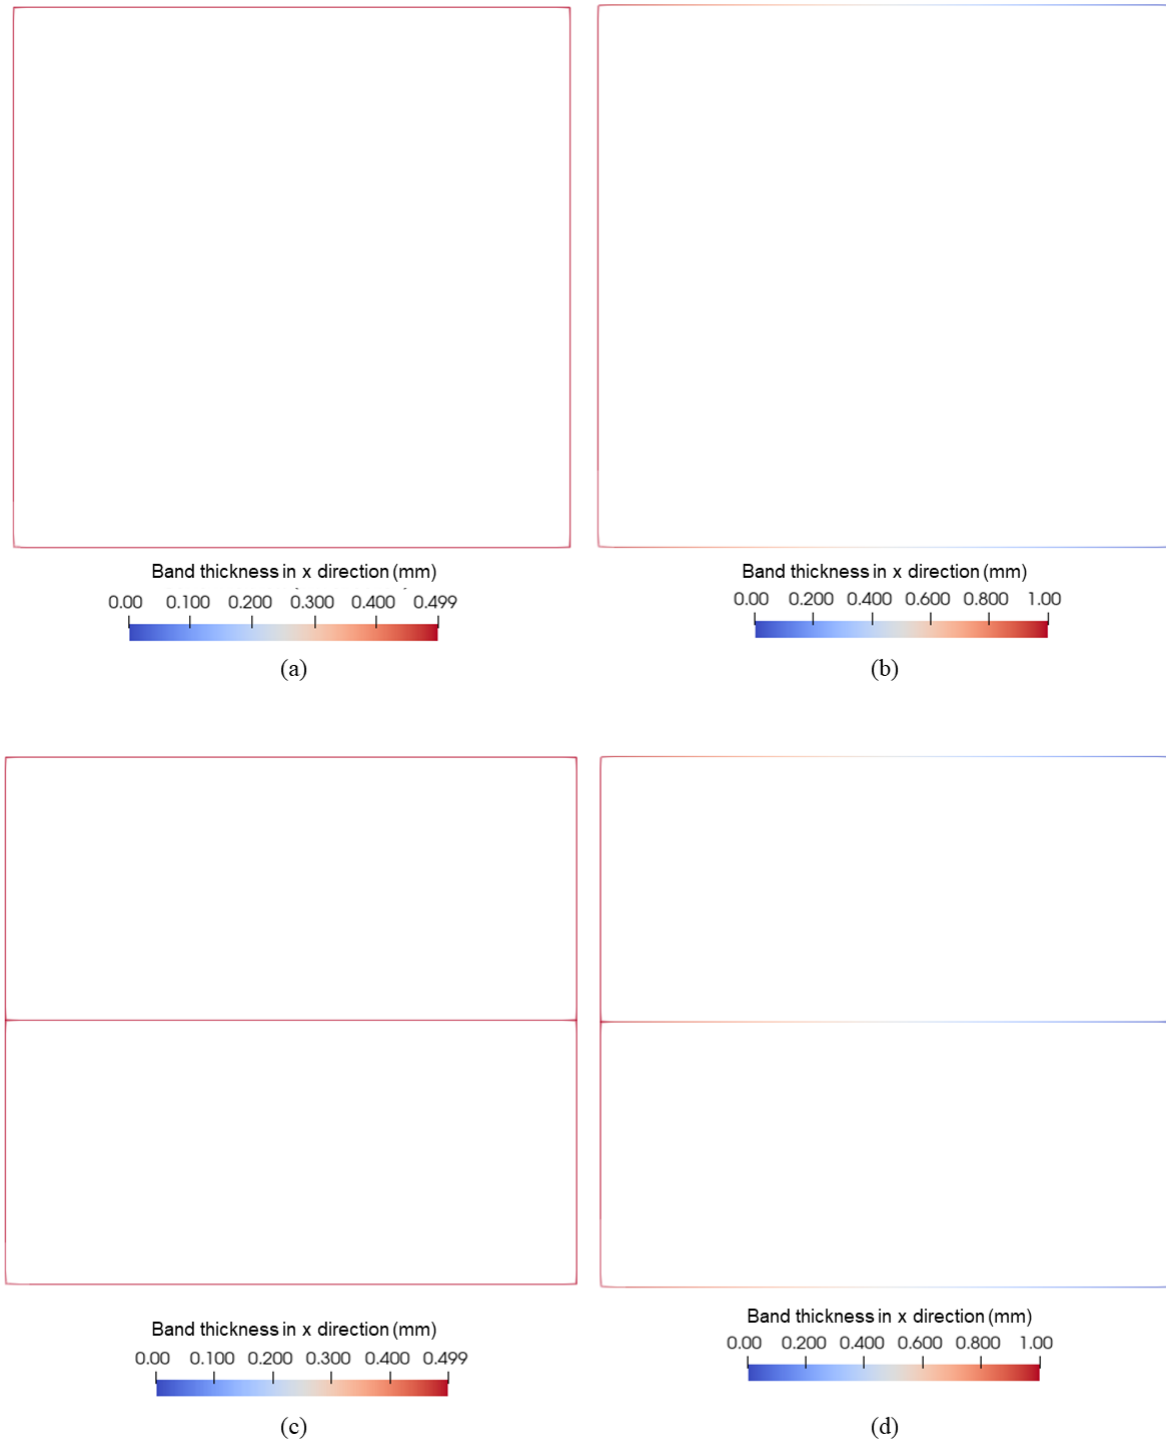 Band thickness in x direction (mm)
0.00 0.100 0.200 0.300 0.400 0.499
(a)
Band thickness in x direction (mm)
0.00 0.200 0.400 0.600 0.800 1.00
(b)
Band thickness in x direction (mm)
0.00 0.100 0.200 0.300 0.400 0.499
(c)
Band thickness in x direction (mm)
0.00 0.200 0.400 0.600 0.800 1.00
(d)